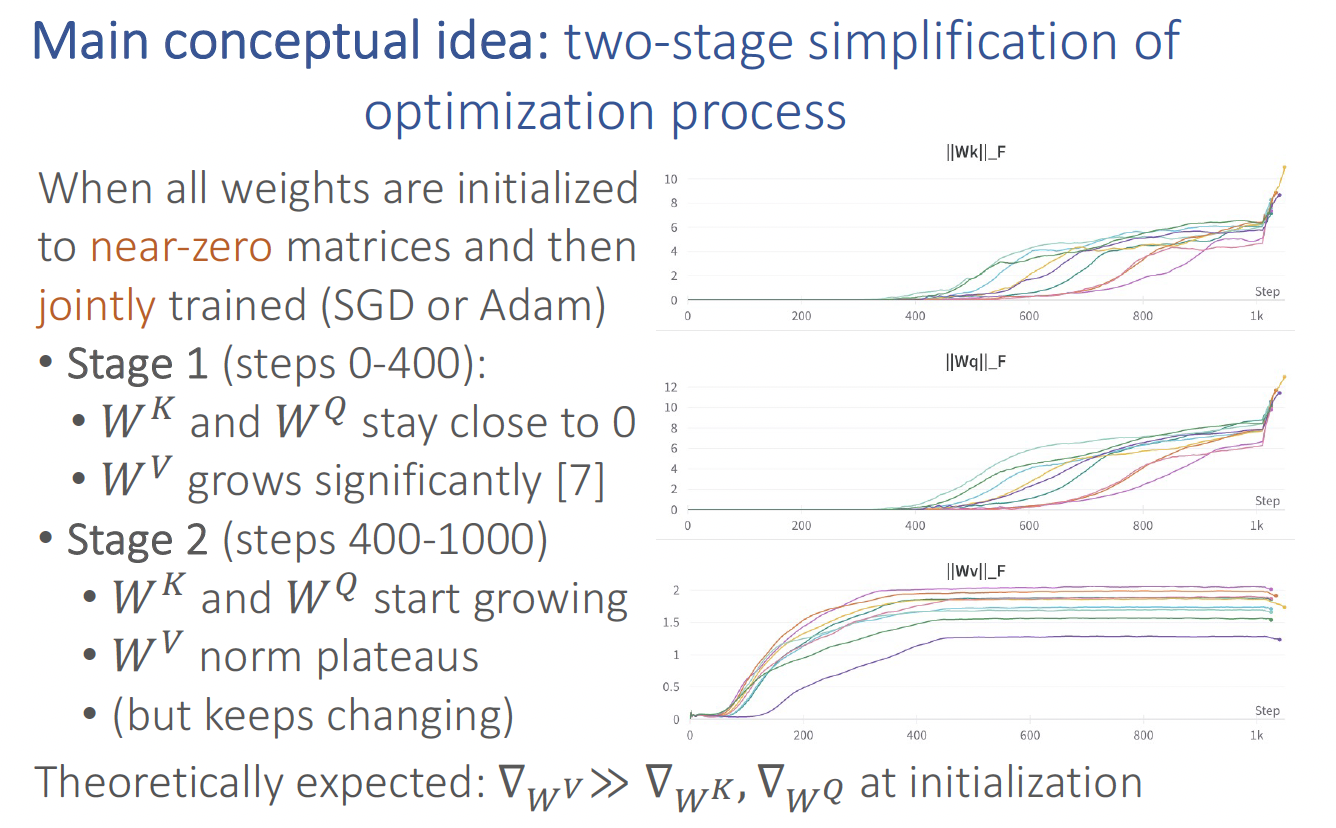 Main conceptual idea: two-stage simplification of
optimization process
When all weights are initialized
to near-zero matrices and then
jointly trained (SGD or Adam)
• Stage 1 (steps 0-400):
• W^K and W^Q stay close to 0
• W^V grows significantly [7]
• Stage 2 (steps 400-1000)
• W^K and W^Q start growing
• W^V norm plateaus
• (but keeps changing)
Theoretically expected: ∇_{W^V} ≫ ∇_{W^K}, ∇_{W^Q} at initialization
||Wk||_F
10
8
6
4
2
0
Step
0 200 400 600 800 1k
||Wq||_F
12
10
8
6
4
2
0
Step
0 200 400 600 800 1k
||Wv||_F
2
1.5
1
0.5
0
Step
0 200 400 600 800 1k